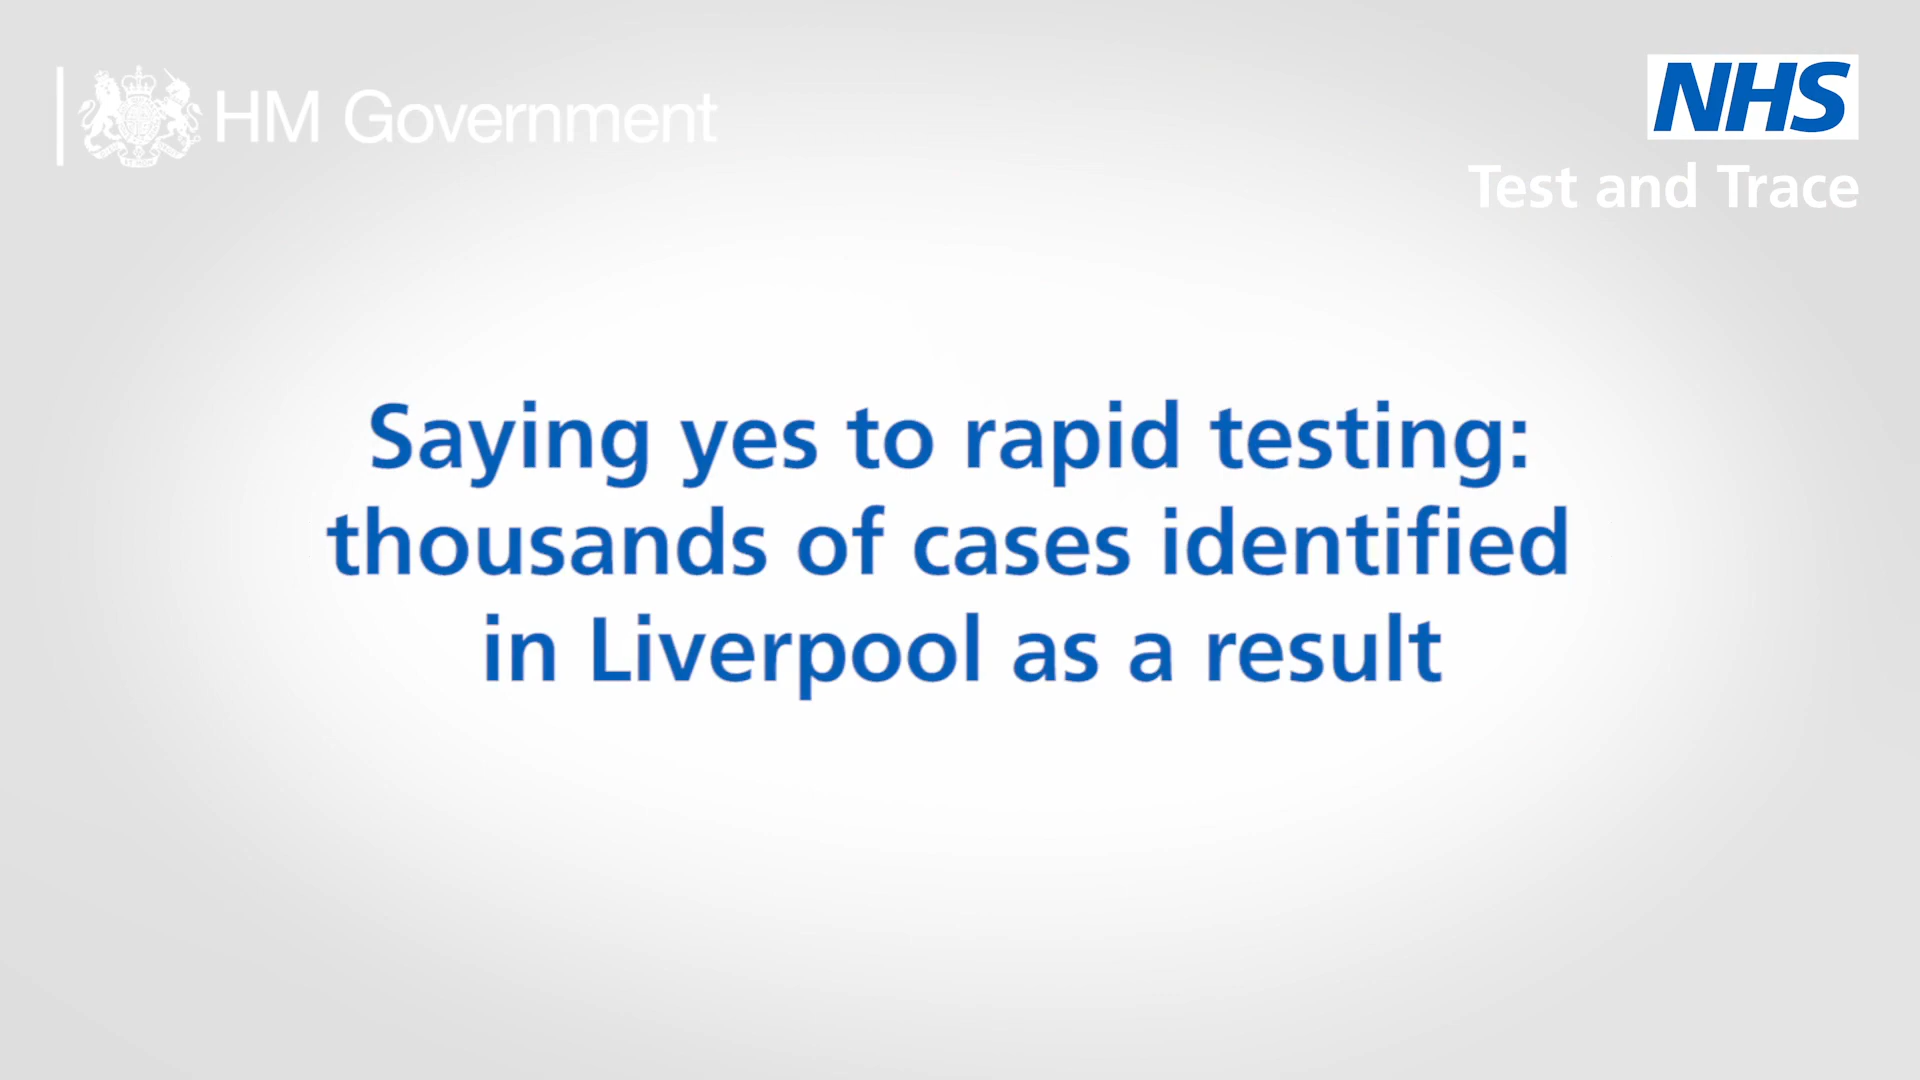 HM Government
NHS
Test and Trace
Saying yes to rapid testing:
thousands of cases identified
in Liverpool as a result